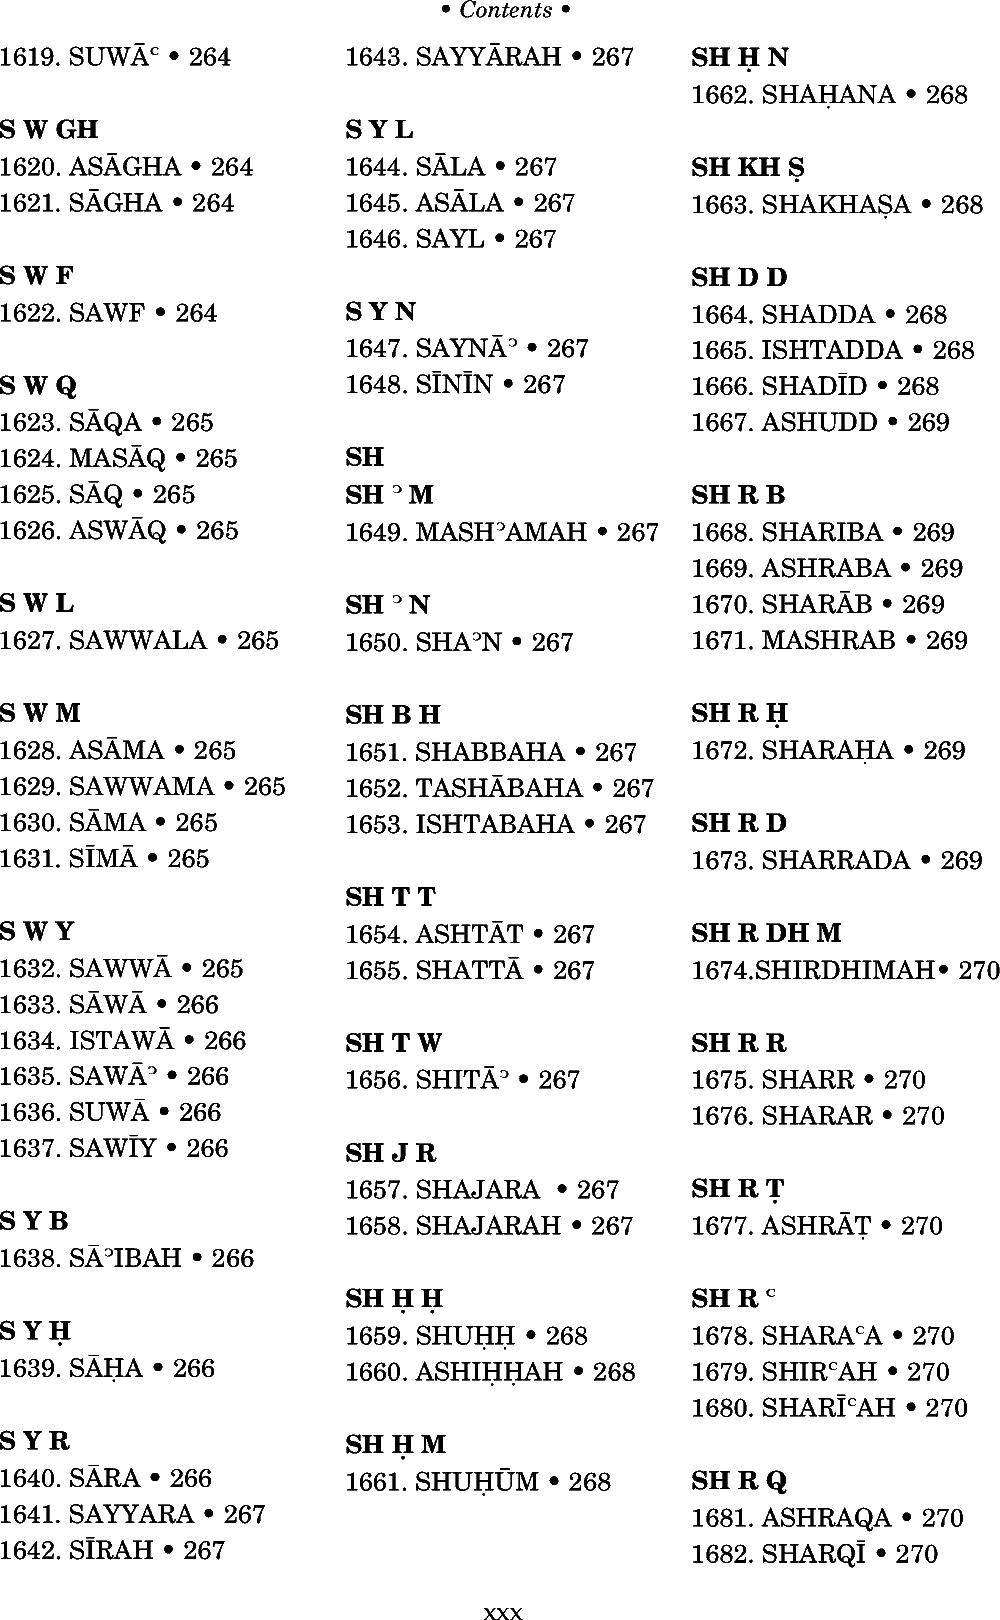 • Contents •
1619. SUWĀᶜ • 264
S W GH
1620. ASĀGHA • 264
1621. SĀGHA • 264
S W F
1622. SAWF • 264
S W Q
1623. SĀQA • 265
1624. MASĀQ • 265
1625. SĀQ • 265
1626. ASWĀQ • 265
S W L
1627. SAWWALA • 265
S W M
1628. ASĀMA • 265
1629. SAWWAMA • 265
1630. SĀMA • 265
1631. SĪMĀ • 265
S W Y
1632. SAWWĀ • 265
1633. SĀWĀ • 266
1634. ISTAWĀ • 266
1635. SAWĀᵓ • 266
1636. SUWĀ • 266
1637. SAWĪY • 266
S Y B
1638. SĀᵓIBAH • 266
S Y Ḥ
1639. SĀḤA • 266
S Y R
1640. SĀRA • 266
1641. SAYYARA • 267
1642. SĪRAH • 267
1643. SAYYĀRAH • 267
S Y L
1644. SĀLA • 267
1645. ASĀLA • 267
1646. SAYL • 267
S Y N
1647. SAYNĀᵓ • 267
1648. SĪNĪN • 267
SH
SH ᵓ M
1649. MASHᵓAMAH • 267
SH ᵓ N
1650. SHAᵓN • 267
SH B H
1651. SHABBAHA • 267
1652. TASHĀBAHA • 267
1653. ISHTABAHA • 267
SH T T
1654. ASHTĀT • 267
1655. SHATTĀ • 267
SH T W
1656. SHITĀᵓ • 267
SH J R
1657. SHAJARA • 267
1658. SHAJARAH • 267
SH Ḥ Ḥ
1659. SHUḤḤ • 268
1660. ASHIḤḤAH • 268
SH Ḥ M
1661. SHUḤŪM • 268
SH Ḥ N
1662. SHAḤANA • 268
SH KH Ṣ
1663. SHAKHAṢA • 268
SH D D
1664. SHADDA • 268
1665. ISHTADDA • 268
1666. SHADĪD • 268
1667. ASHUDD • 269
SH R B
1668. SHARIBA • 269
1669. ASHRABA • 269
1670. SHARĀB • 269
1671. MASHRAB • 269
SH R Ḥ
1672. SHARAḤA • 269
SH R D
1673. SHARRADA • 269
SH R DH M
1674.SHIRDHIMAH• 270
SH R R
1675. SHARR • 270
1676. SHARAR • 270
SH R Ṭ
1677. ASHRĀṬ • 270
SH R ᶜ
1678. SHARAᶜA • 270
1679. SHIRᶜAH • 270
1680. SHARĪᶜAH • 270
SH R Q
1681. ASHRAQA • 270
1682. SHARQĪ • 270
xxx